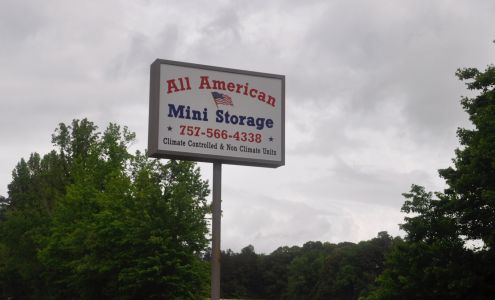 All American
Mini Storage
757-566-4338
Climate Controlled & Non Climate Units